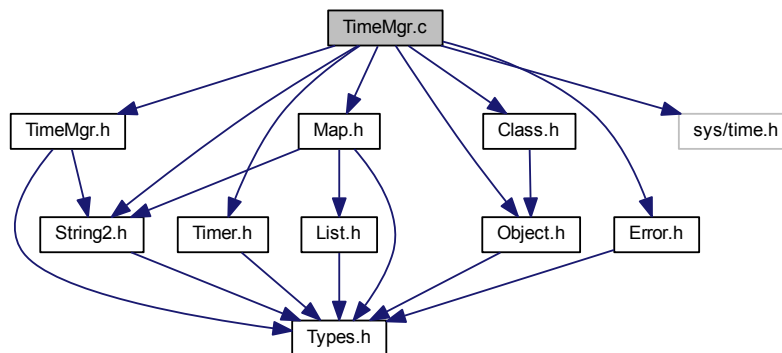 TimeMgr.c
TimeMgr.h
Map.h
Class.h
sys/time.h
String2.h
Timer.h
List.h
Object.h
Error.h
Types.h